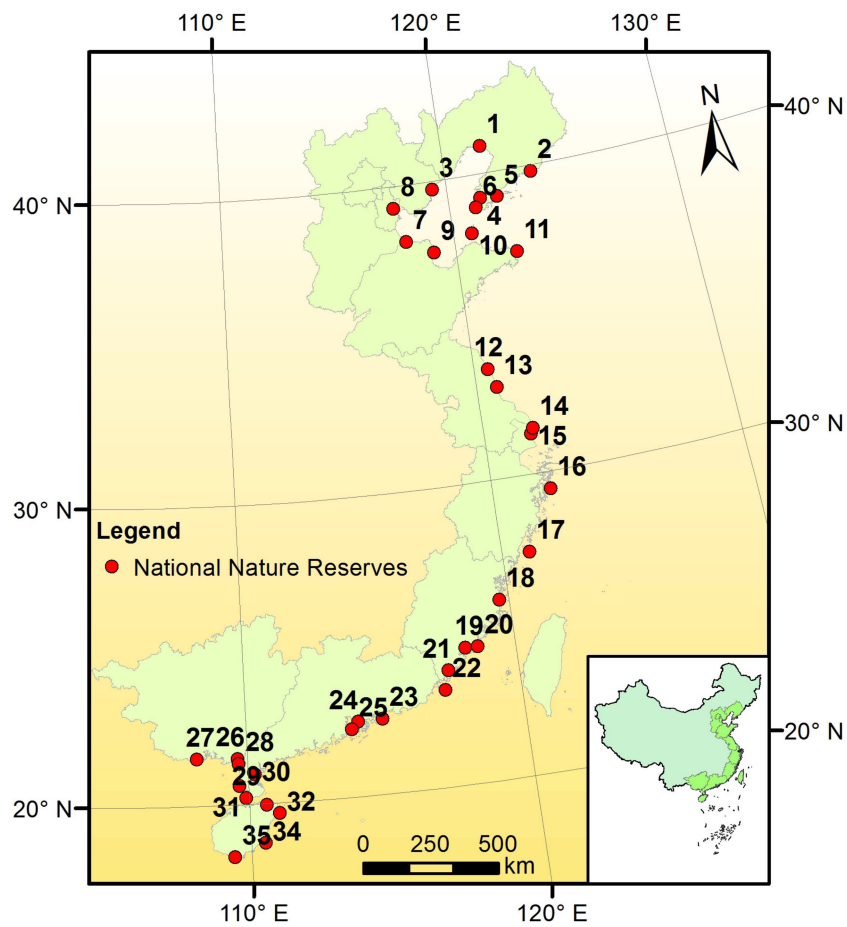 110° E
120° E
130° E
N
40° N
40° N
1
2
3
5
6
8
4
7
9
10
11
12
13
30° N
14
15
16
30° N
17
Legend
National Nature Reserves
18
19
20
21
22
24
25
23
20° N
27
26
28
29
30
20° N
31
32
35
34
0
250
500
km
110° E
120° E